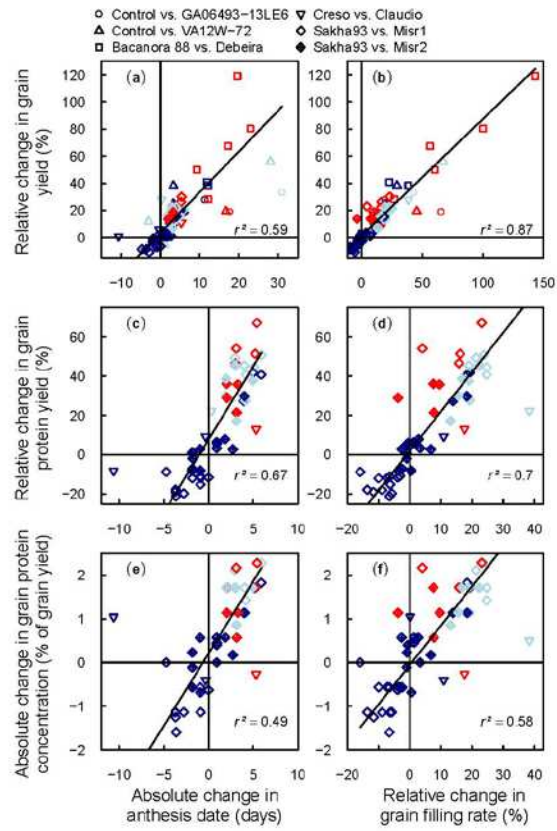 Control vs. GA06493-13LE6
Creso vs. Claudio
Control vs. VA12W-72
Sakha93 vs. Misr1
Bacanora 88 vs. Debeira
Sakha93 vs. Misr2
Relative change in grain
yield (%)
(a)
120
100
80
60
40
20
0
r² = 0.59
−10 0 10 20 30
(b)
r² = 0.87
0 50 100 150
Relative change in grain
protein yield (%)
(c)
60
40
20
0
−20
r² = 0.67
−10 −5 0 5 10
(d)
r² = 0.7
−20 −10 0 10 20 30 40
Absolute change in grain protein
concentration (% of grain yield)
(e)
2
1
0
−1
−2
r² = 0.49
−10 −5 0 5 10
(f)
r² = 0.58
−20 0 10 20 30 40
Absolute change in
anthesis date (days)
Relative change in
grain filling rate (%)